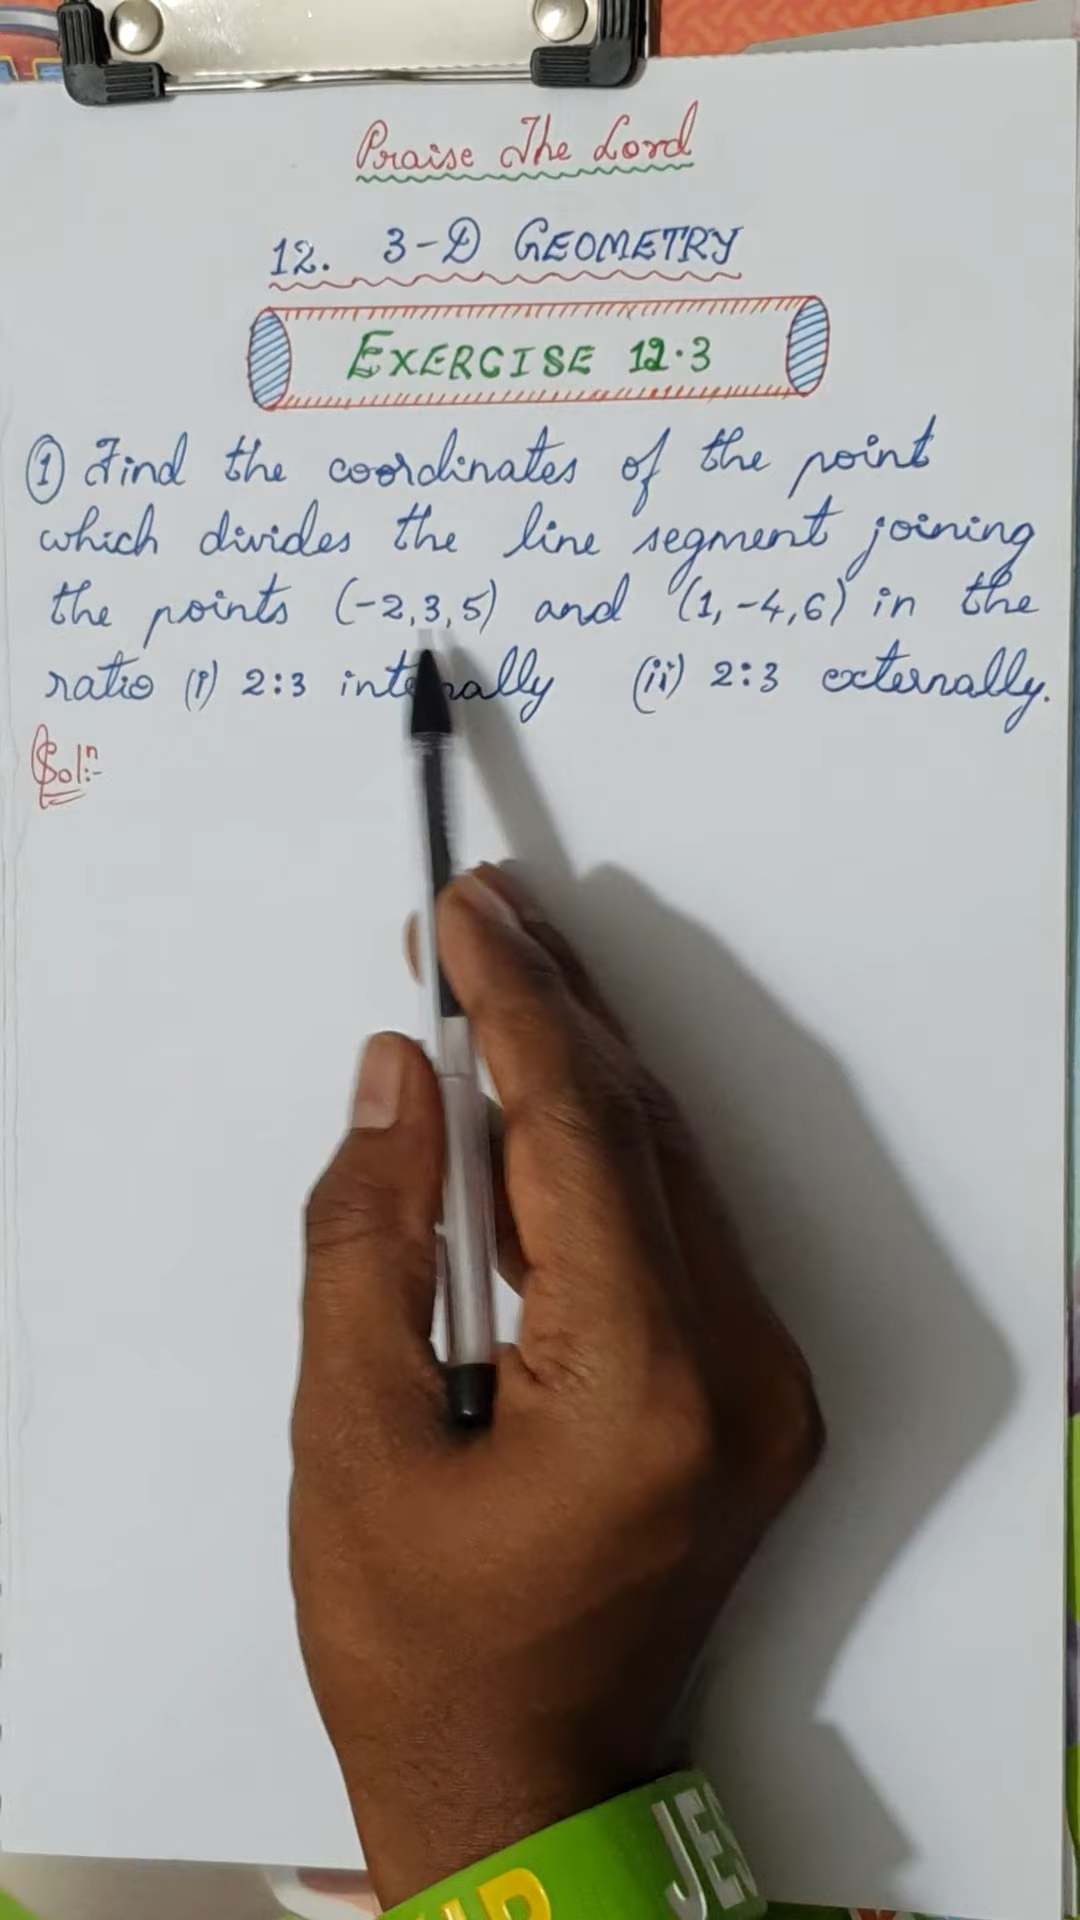 Praise The Lord
12. 3-D GEOMETRY
EXERCISE 12.3
① Find the coordinates of the point
which divides the line segment joining
the points (-2,3,5) and (1,-4,6) in the
ratio (i) 2:3 internally (ii) 2:3 externally.
Solⁿ:-